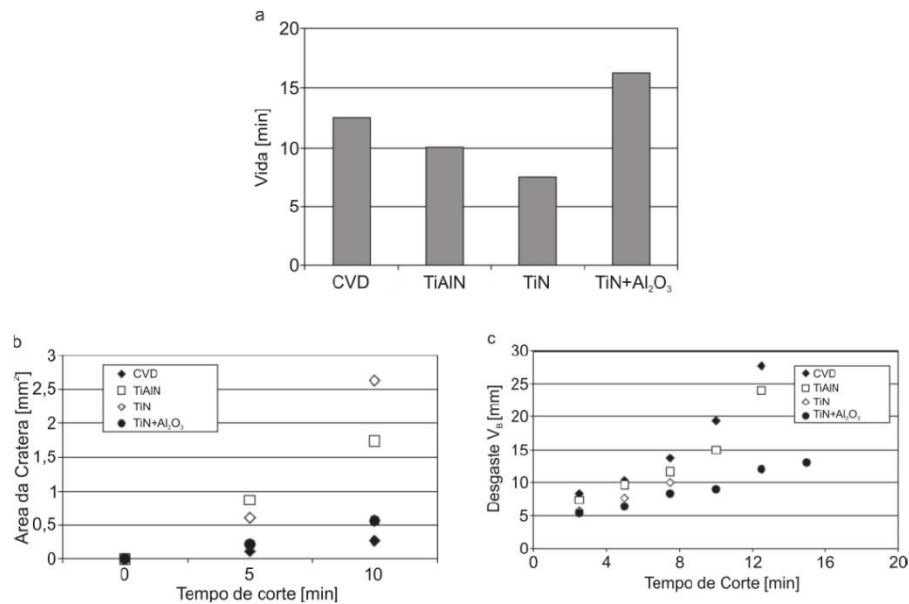 a
Vida [min]
20
15
10
5
0
CVD TiAlN TiN TiN+Al₂O₃
b
Area da Cratera [mm²]
3
2,5
2
1,5
1
0,5
0
CVD
TiAlN
TiN
TiN+Al₂O₃
0 5 10
Tempo de corte [min]
c
Desgaste V_B [mm]
30
25
20
15
10
5
0
CVD
TiAlN
TiN
TiN+Al₂O₃
0 4 8 12 16 20
Tempo de Corte [min]